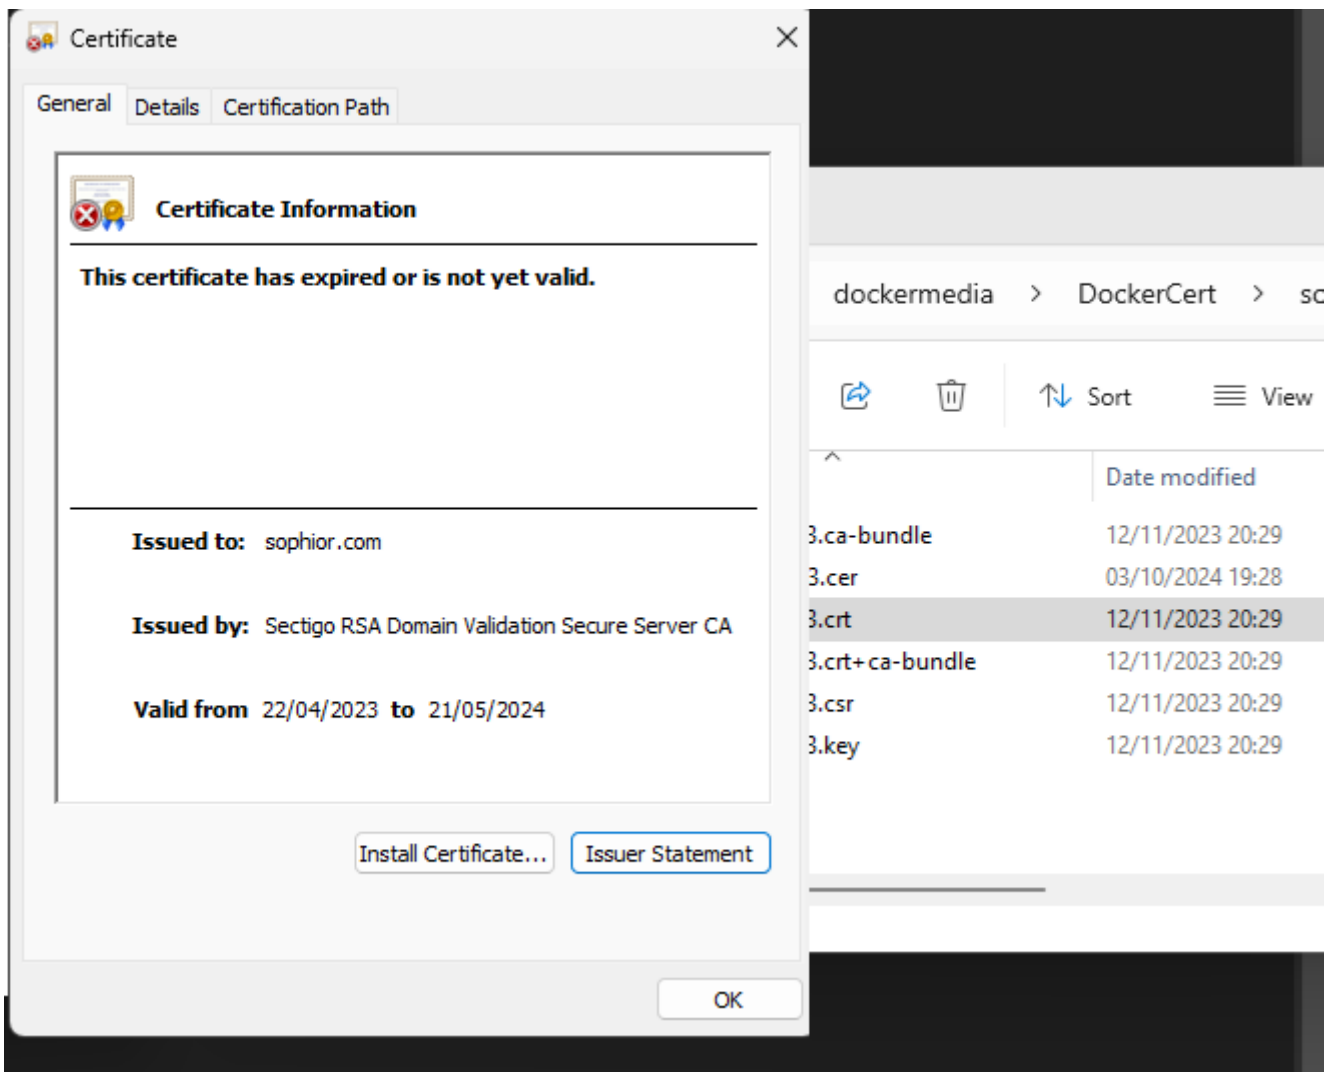 Certificate
General Details Certification Path
Certificate Information
This certificate has expired or is not yet valid.
Issued to: sophior.com
Issued by: Sectigo RSA Domain Validation Secure Server CA
Valid from 22/04/2023 to 21/05/2024
Install Certificate... Issuer Statement
OK
dockermedia > DockerCert >
Sort View
Date modified
3.ca-bundle 12/11/2023 20:29
3.cer 03/10/2024 19:28
3.crt 12/11/2023 20:29
3.crt+ca-bundle 12/11/2023 20:29
3.csr 12/11/2023 20:29
3.key 12/11/2023 20:29